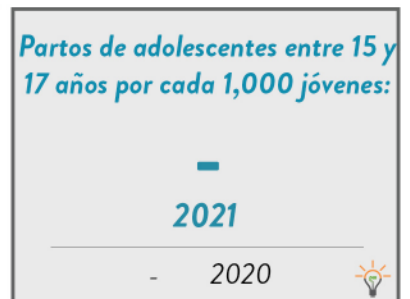 Partos de adolescentes entre 15 y
17 años por cada 1,000 jóvenes:
-
2021
- 2020